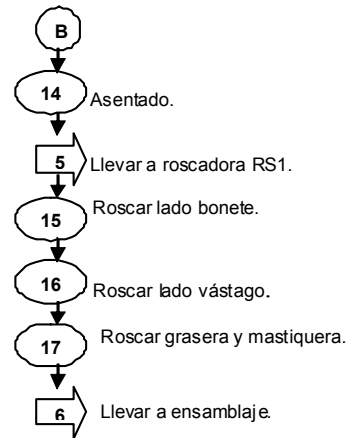 B
14 Asentado.
5 Llevar a roscadora RS1.
Roscar lado bonete.
15
16 Roscar lado vástago.
Roscar grasera y mastiquera.
17
6 Llevar a ensamblaje.